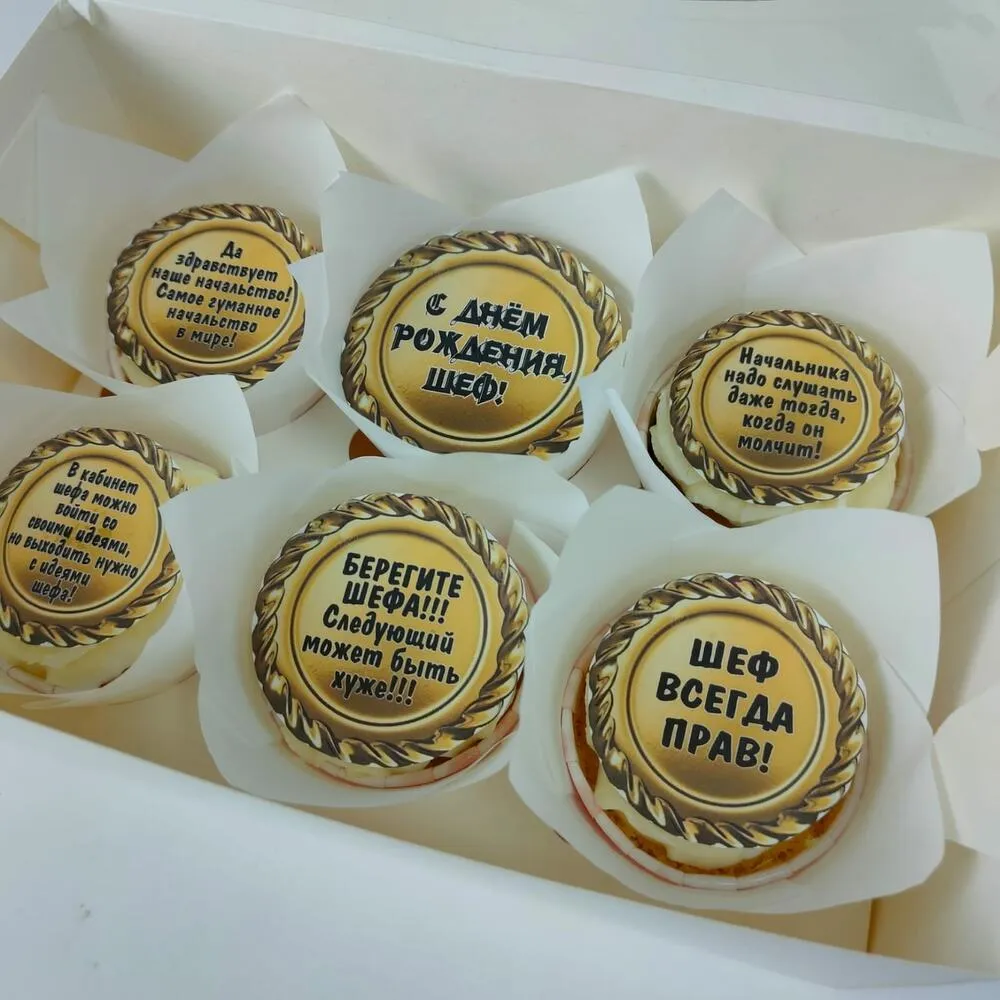 Да
здравствует
наше начальство!
Самое гуманное
начальство
в мире!
С ДНЁМ
РОЖДЕНИЯ,
ШЕФ!
Начальника
надо слушать
даже тогда,
когда он
молчит!
В кабинет
шефа можно
войти со
своими идеями,
но выходить нужно
с идеями
шефа!
БЕРЕГИТЕ
ШЕФА!!!
Следующий
может быть
хуже!!!
ШЕФ
ВСЕГДА
ПРАВ!